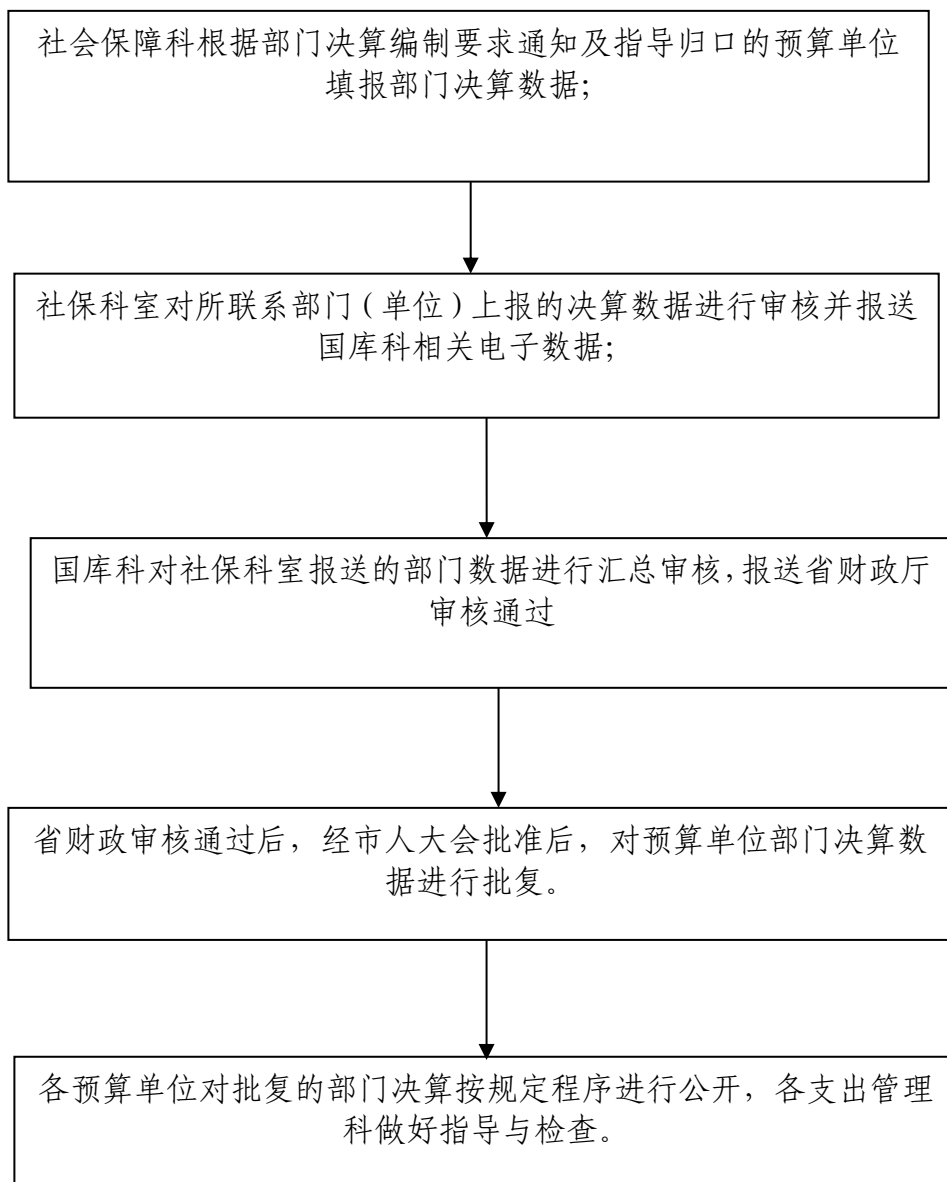 社会保障科根据部门决算编制要求通知及指导归口的预算单位
填报部门决算数据；
社保科室对所联系部门（单位）上报的决算数据进行审核并报送
国库科相关电子数据；
国库科对社保科室报送的部门数据进行汇总审核，报送省财政厅
审核通过
省财政审核通过后，经市人大会批准后，对预算单位部门决算数
据进行批复。
各预算单位对批复的部门决算按规定程序进行公开，各支出管理
科做好指导与检查。